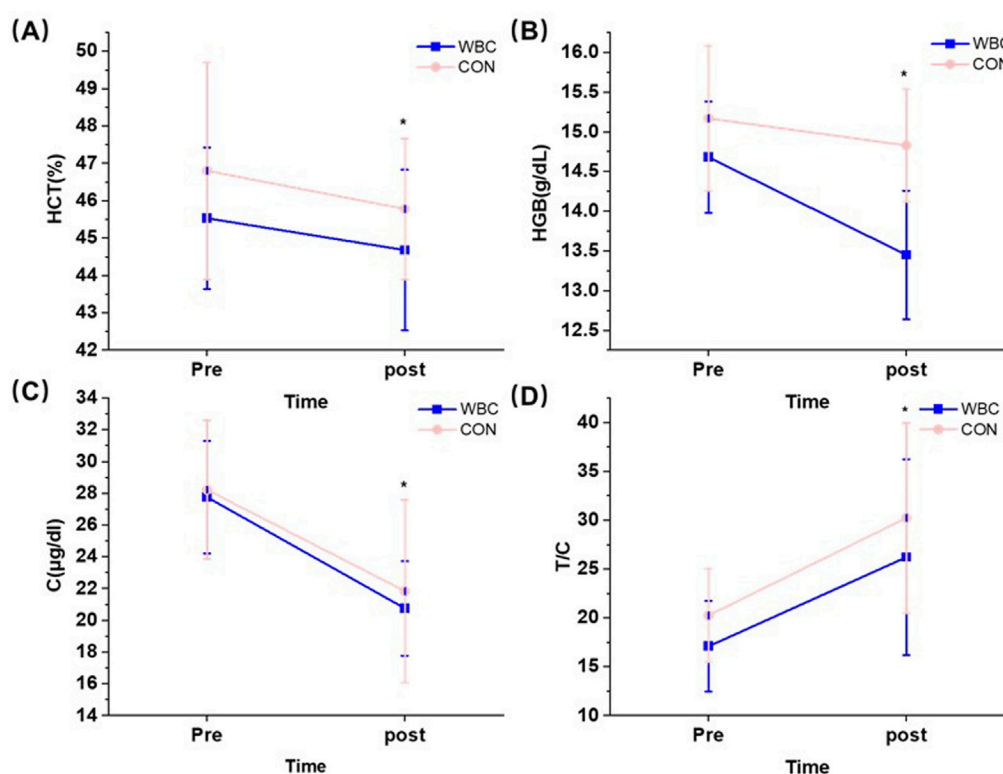 (A)
WBC
CON
50
49
48
47
46
45
44
43
42
HCT(%)
*
Pre
post
Time
(B)
WBC
CON
16.0
15.5
15.0
14.5
14.0
13.5
13.0
12.5
HGB(g/dL)
*
Pre
post
Time
(C)
WBC
CON
34
32
30
28
26
24
22
20
18
16
14
C(μg/dl)
*
Pre
post
Time
(D)
WBC
CON
40
35
30
25
20
15
10
T/C
*
Pre
post
Time